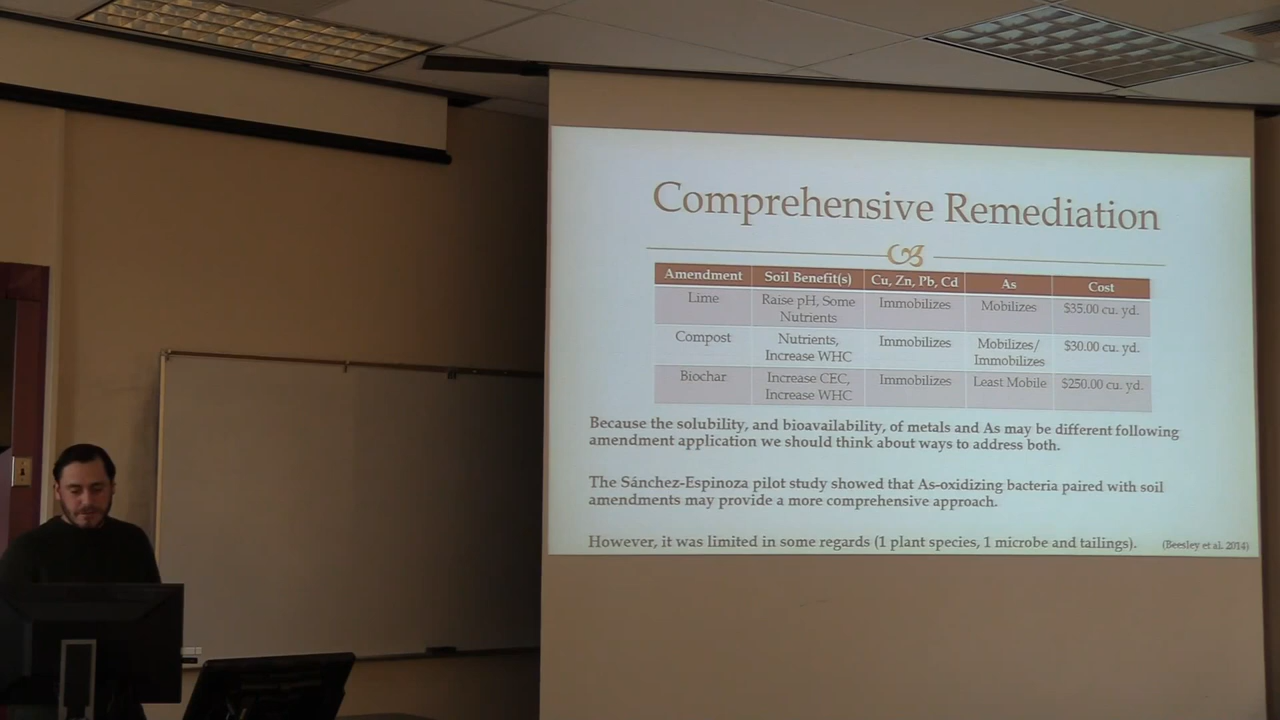 Comprehensive Remediation
Amendment Soil Benefit(s) Cu, Zn, Pb, Cd As Cost
Lime Raise pH, Some Nutrients Immobilizes Mobilizes $35.00 cu. yd.
Compost Nutrients, Increase WHC Immobilizes Mobilizes/ Immobilizes $30.00 cu. yd.
Biochar Increase CEC, Increase WHC Immobilizes Least Mobile $250.00 cu. yd.
Because the solubility, and bioavailability, of metals and As may be different following
amendment application we should think about ways to address both.
The Sánchez-Espinoza pilot study showed that As-oxidizing bacteria paired with soil
amendments may provide a more comprehensive approach.
However, it was limited in some regards (1 plant species, 1 microbe and tailings). (Beesley et al. 2014)